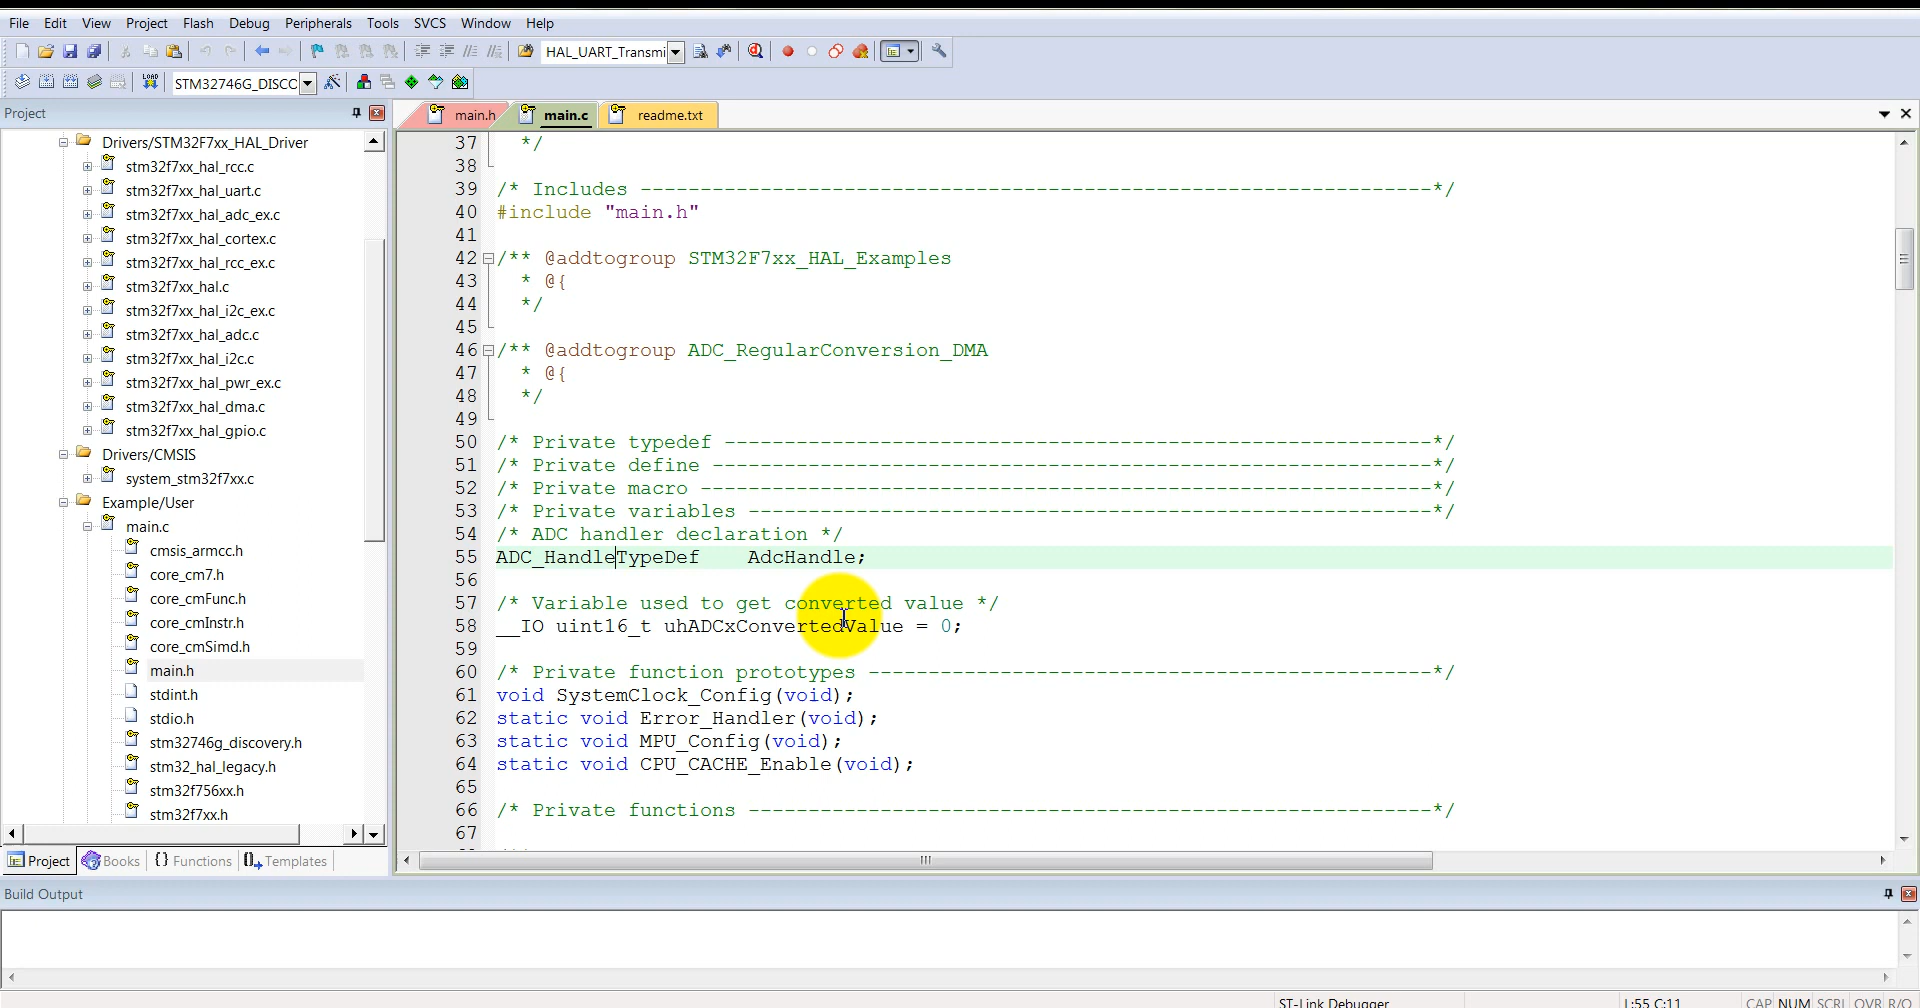 File Edit View Project Flash Debug Peripherals Tools SVCS Window Help
HAL_UART_Transmi
LOAD STM32746G_DISCO
Project
main.h main.c readme.txt
Drivers/STM32F7xx_HAL_Driver
stm32f7xx_hal_rcc.c
stm32f7xx_hal_uart.c
stm32f7xx_hal_adc_ex.c
stm32f7xx_hal_cortex.c
stm32f7xx_hal_rcc_ex.c
stm32f7xx_hal.c
stm32f7xx_hal_i2c_ex.c
stm32f7xx_hal_adc.c
stm32f7xx_hal_i2c.c
stm32f7xx_hal_pwr_ex.c
stm32f7xx_hal_dma.c
stm32f7xx_hal_gpio.c
Drivers/CMSIS
system_stm32f7xx.c
Example/User
main.c
cmsis_armcc.h
core_cm7.h
core_cmFunc.h
core_cmInstr.h
core_cmSimd.h
main.h
stdint.h
stdio.h
stm32746g_discovery.h
stm32_hal_legacy.h
stm32f756xx.h
stm32f7xx.h
Project Books {} Functions Templates
37 */
38
39 /* Includes ------------------------------------------------------------------*/
40 #include "main.h"
41
42 /** @addtogroup STM32F7xx_HAL_Examples
43 * @{
44 */
45
46 /** @addtogroup ADC_RegularConversion_DMA
47 * @{
48 */
49
50 /* Private typedef -----------------------------------------------------------*/
51 /* Private define ------------------------------------------------------------*/
52 /* Private macro -------------------------------------------------------------*/
53 /* Private variables ---------------------------------------------------------*/
54 /* ADC handler declaration */
55 ADC_HandleTypeDef    AdcHandle;
56
57 /* Variable used to get converted value */
58 __IO uint16_t uhADCxConvertedValue = 0;
59
60 /* Private function prototypes -----------------------------------------------*/
61 void SystemClock_Config(void);
62 static void Error_Handler(void);
63 static void MPU_Config(void);
64 static void CPU_CACHE_Enable(void);
65
66 /* Private functions ---------------------------------------------------------*/
67
Build Output
ST-Link Debugger L:55 C:11 CAP NUM SCRL OVR R/O